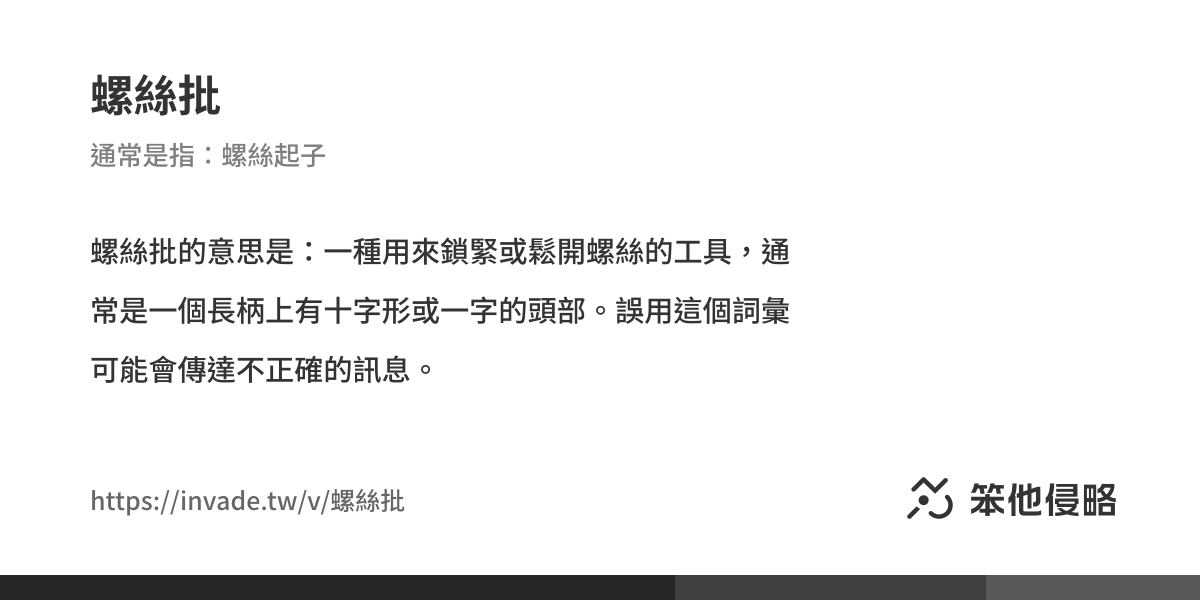 螺絲批
通常是指：螺絲起子
螺絲批的意思是：一種用來鎖緊或鬆開螺絲的工具，通
常是一個長柄上有十字形或一字的頭部。誤用這個詞彙
可能會傳達不正確的訊息。
https://invade.tw/v/螺絲批
笨他侵略